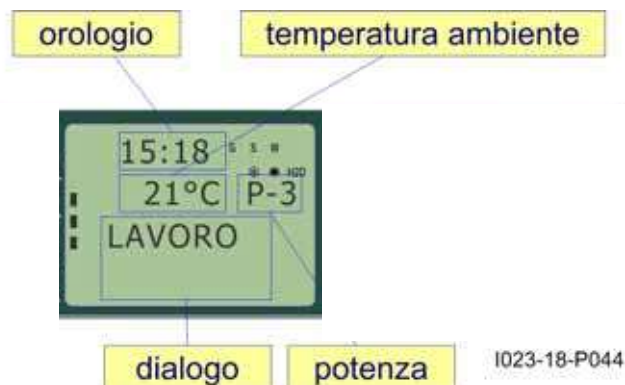 orologio
temperatura ambiente
15:18
21°C P-3
LAVORO
dialogo
potenza
I023-18-P044